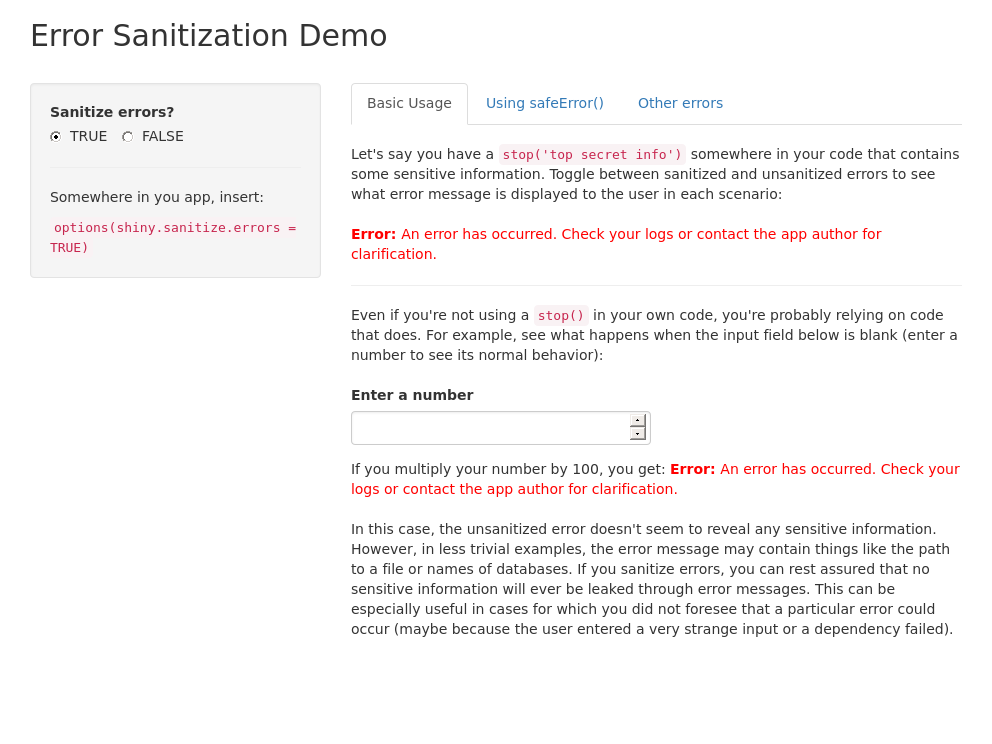 Error Sanitization Demo
Sanitize errors?
TRUE FALSE
Somewhere in you app, insert:
options(shiny.sanitize.errors =
TRUE)
Basic Usage Using safeError() Other errors
Let's say you have a stop('top secret info') somewhere in your code that contains
some sensitive information. Toggle between sanitized and unsanitized errors to see
what error message is displayed to the user in each scenario:
Error: An error has occurred. Check your logs or contact the app author for
clarification.
Even if you're not using a stop() in your own code, you're probably relying on code
that does. For example, see what happens when the input field below is blank (enter a
number to see its normal behavior):
Enter a number
If you multiply your number by 100, you get: Error: An error has occurred. Check your
logs or contact the app author for clarification.
In this case, the unsanitized error doesn't seem to reveal any sensitive information.
However, in less trivial examples, the error message may contain things like the path
to a file or names of databases. If you sanitize errors, you can rest assured that no
sensitive information will ever be leaked through error messages. This can be
especially useful in cases for which you did not foresee that a particular error could
occur (maybe because the user entered a very strange input or a dependency failed).